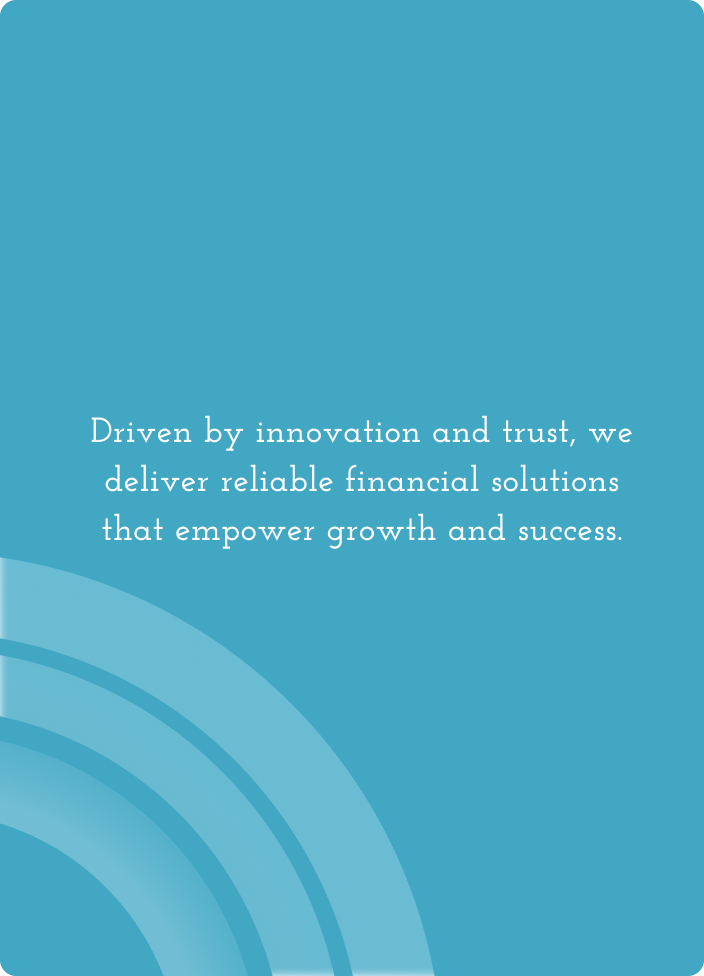 Driven by innovation and trust, we
deliver reliable financial solutions
that empower growth and success.